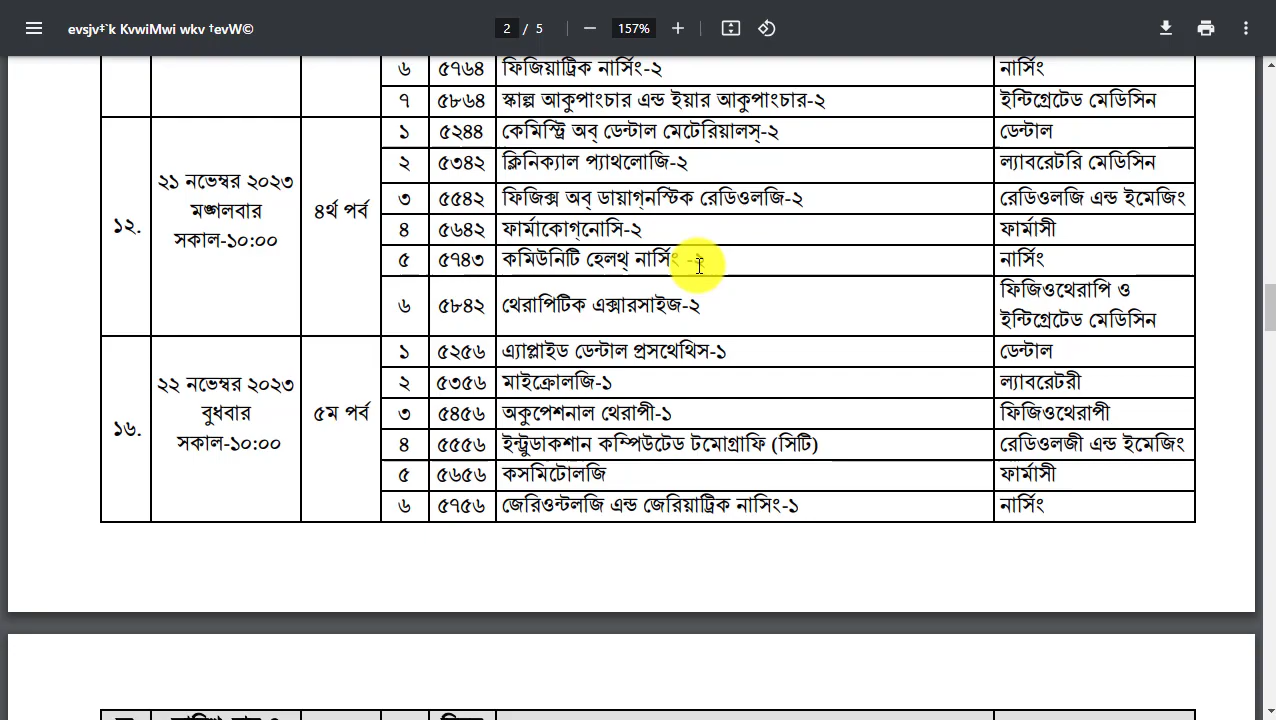 evsjv‡`k KvwiMwi wkv †evW©
2 / 5
157%
৬ ৫৭৬৪ ফিজিয়াট্রিক নার্সিং-২ নার্সিং
৭ ৫৮৬৪ স্কাল্প আকুপাংচার এন্ড ইয়ার আকুপাংচার-২ ইন্টিগ্রেটেড মেডিসিন
১২.
২১ নভেম্বর ২০২৩
মঙ্গলবার
সকাল-১০:০০
৪র্থ পর্ব
১ ৫২৪৪ কেমিস্ট্রি অব্ ডেন্টাল মেটেরিয়ালস্-২ ডেন্টাল
২ ৫৩৪২ ক্লিনিক্যাল প্যাথলোজি-২ ল্যাবরেটরি মেডিসিন
৩ ৫৫৪২ ফিজিক্স অব্ ডায়াগ্নস্টিক রেডিওলজি-২ রেডিওলজি এন্ড ইমেজিং
৪ ৫৬৪২ ফার্মাকোগ্নোসি-২ ফার্মাসী
৫ ৫৭৪৩ কমিউনিটি হেলথ্ নার্সিং -২ নার্সিং
৬ ৫৮৪২ থেরাপিটিক এক্সারসাইজ-২ ফিজিওথেরাপি ও
ইন্টিগ্রেটেড মেডিসিন
১৬.
২২ নভেম্বর ২০২৩
বুধবার
সকাল-১০:০০
৫ম পর্ব
১ ৫২৫৬ এ্যাপ্লাইড ডেন্টাল প্রসথেথিস-১ ডেন্টাল
২ ৫৩৫৬ মাইক্রোলজি-১ ল্যাবরেটরী
৩ ৫৪৫৬ অকুপেশনাল থেরাপী-১ ফিজিওথেরাপী
৪ ৫৫৫৬ ইন্ট্রুডাকশান কম্পিউটেড টমোগ্রাফি (সিটি) রেডিওলজী এন্ড ইমেজিং
৫ ৫৬৫৬ কসমিটোলজি ফার্মাসী
৬ ৫৭৫৬ জেরিওন্টলজি এন্ড জেরিয়াট্রিক নাসিং-১ নার্সিং